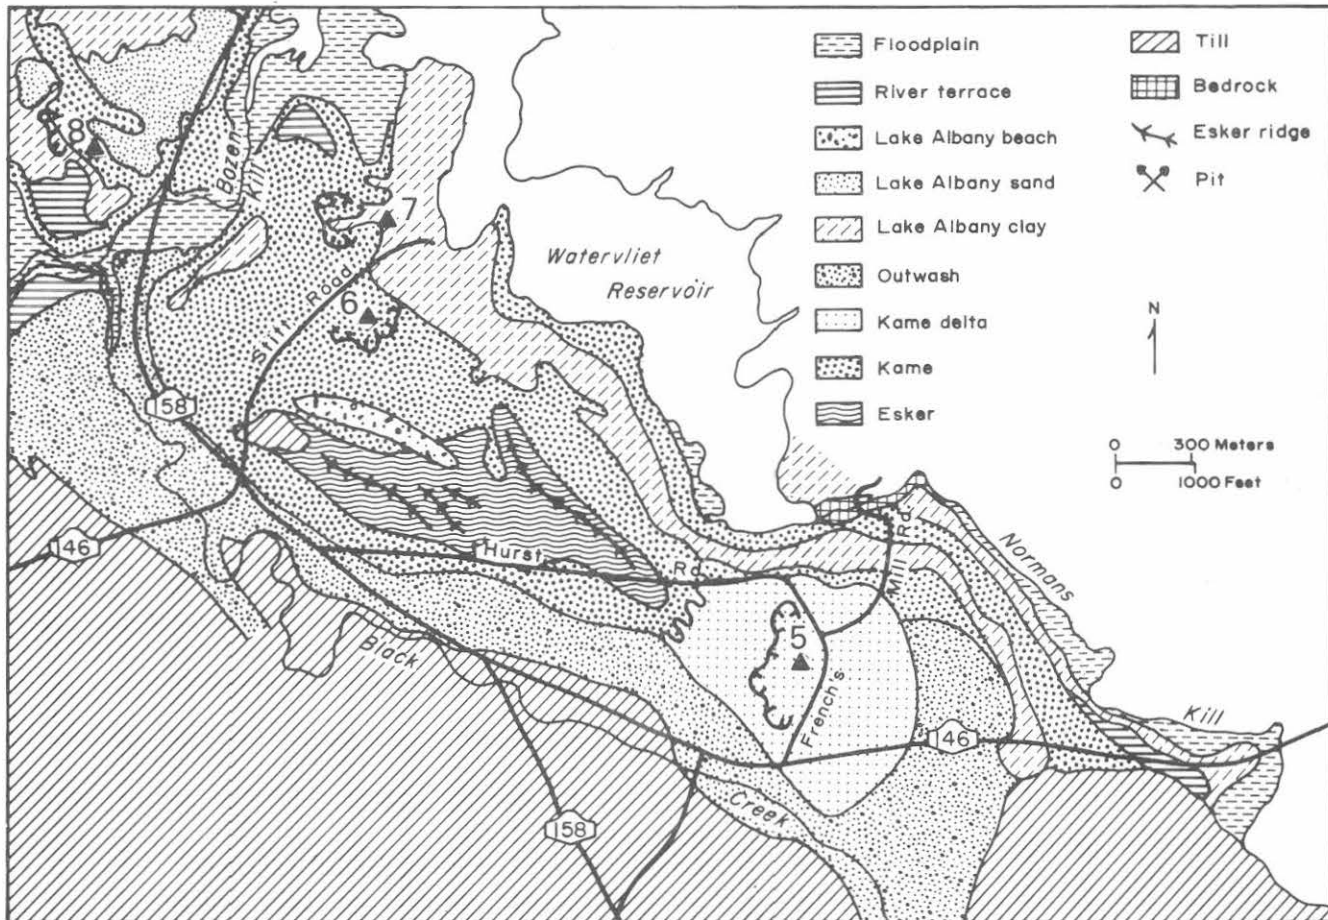 Floodplain
River terrace
Lake Albany beach
Lake Albany sand
Lake Albany clay
Outwash
Kame delta
Kame
Esker
Till
Bedrock
Esker ridge
Pit
N
0 300 Meters
0 1000 Feet
8
Bozen
Kill
7
Watervliet
Reservoir
6
Stitt Road
158
146
Hurst Rd.
Mill Rd.
Normans
Kill
5
French's
Black
Creek
146
158